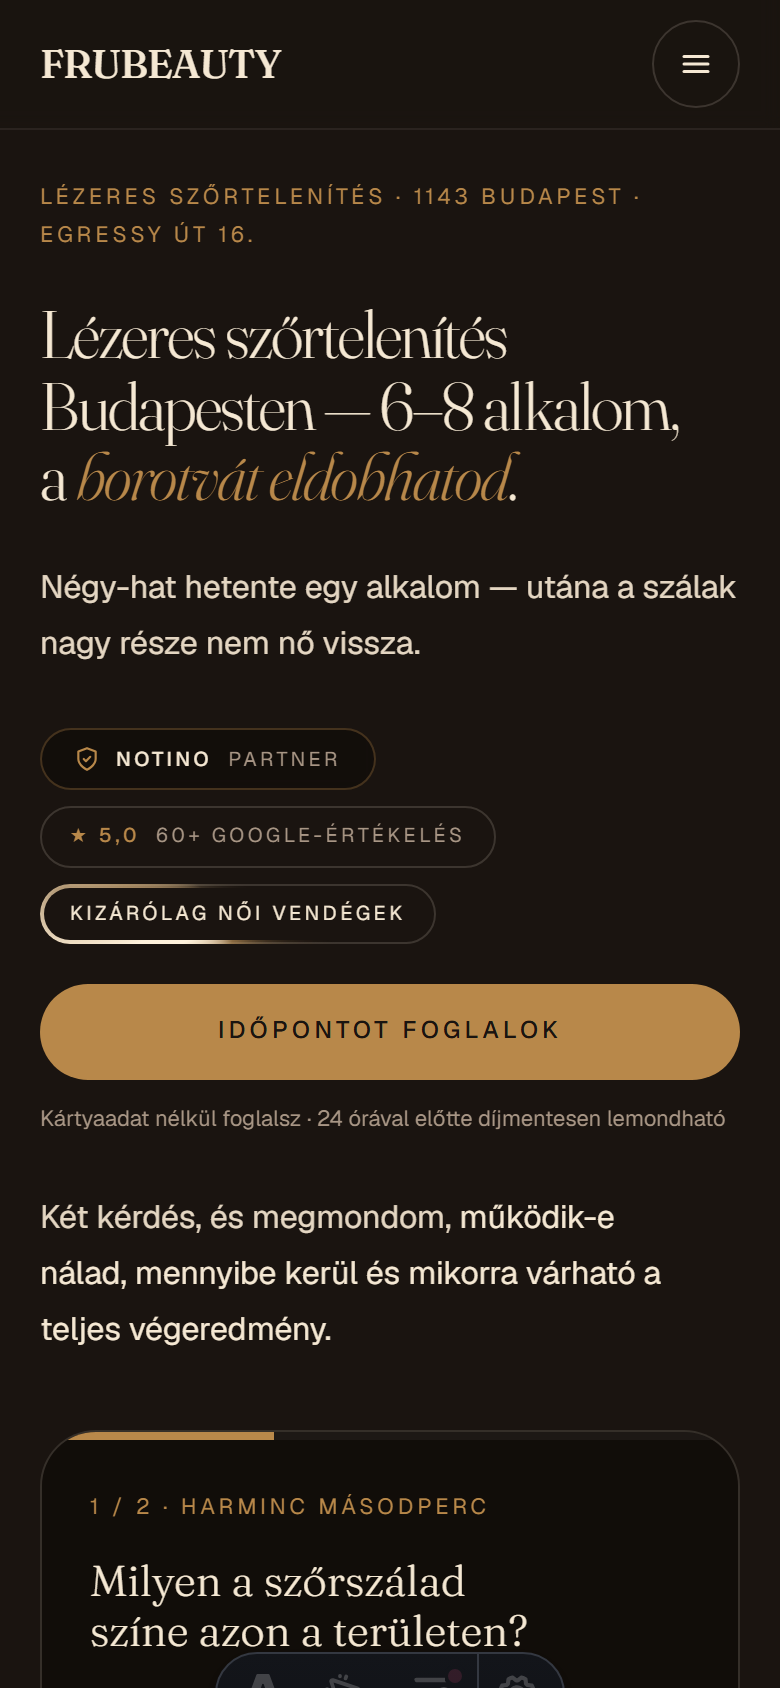 FRUBEAUTY
LÉZERES SZŐRTELENÍTÉS · 1143 BUDAPEST ·
EGRESSY ÚT 16.
Lézeres szőrtelenítés
Budapesten — 6–8 alkalom,
a borotvát eldobhatod.
Négy-hat hetente egy alkalom — utána a szálak
nagy része nem nő vissza.
NOTINO PARTNER
★ 5,0 60+ GOOGLE-ÉRTÉKELÉS
KIZÁRÓLAG NŐI VENDÉGEK
IDŐPONTOT FOGLALOK
Kártyaadat nélkül foglalsz · 24 órával előtte díjmentesen lemondható
Két kérdés, és megmondom, működik-e
nálad, mennyibe kerül és mikorra várható a
teljes végeredmény.
1 / 2 · HARMINC MÁSODPERC
Milyen a szőrszálad
színe azon a területen?